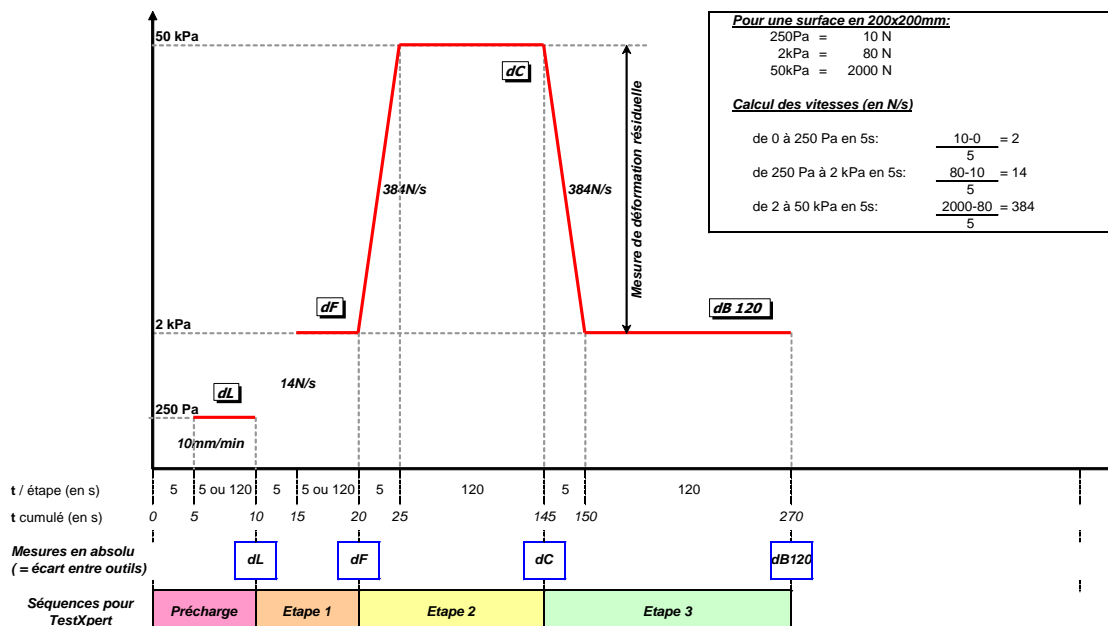 50 kPa
dC
384N/s
384N/s
Mesure de déformation résiduelle
dF
dB 120
2 kPa
14N/s
dL
250 Pa
10mm/min
Pour une surface en 200x200mm:
250Pa = 10 N
2kPa = 80 N
50kPa = 2000 N
Calcul des vitesses (en N/s)
de 0 à 250 Pa en 5s: 10-0 = 2
5
de 250 Pa à 2 kPa en 5s: 80-10 = 14
5
de 2 à 50 kPa en 5s: 2000-80 = 384
5
t / étape (en s) 5 5 ou 120 5 5 ou 120 5 120 5 120
t cumulé (en s) 0 5 10 15 20 25 145 150 270
Mesures en absolu
( = écart entre outils)
dL dF dC dB120
Séquences pour
TestXpert
Précharge Etape 1 Etape 2 Etape 3